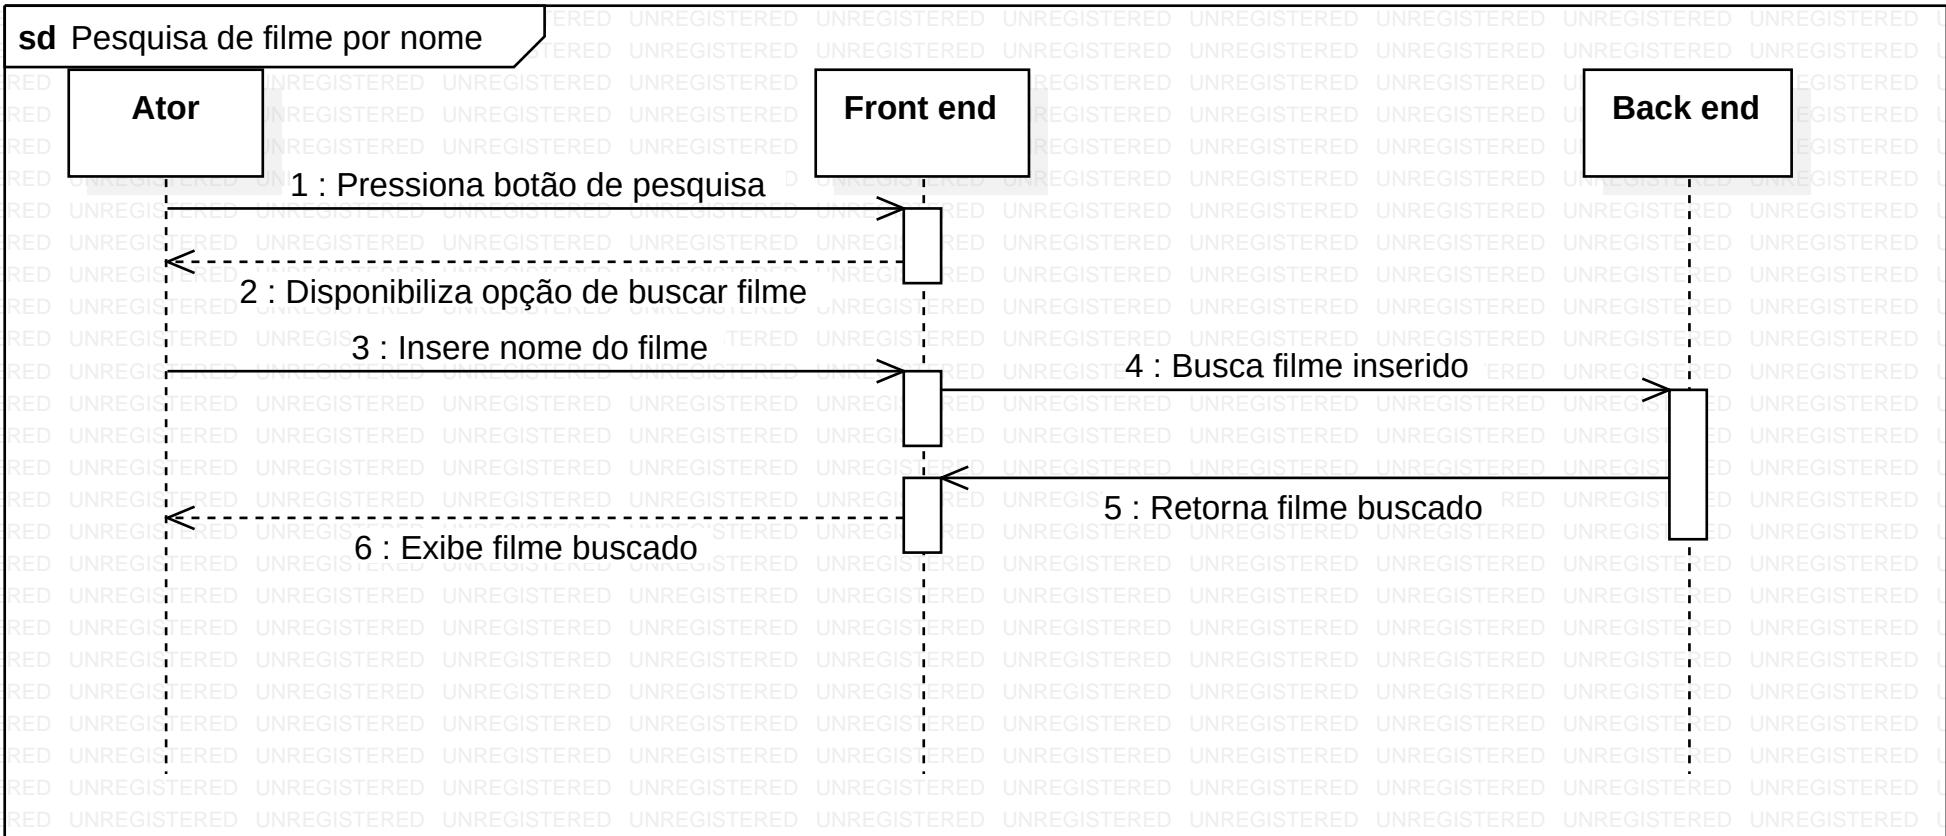 sd Pesquisa de filme por nome
Ator
Front end
Back end
1 : Pressiona botão de pesquisa
2 : Disponibiliza opção de buscar filme
3 : Insere nome do filme
4 : Busca filme inserido
5 : Retorna filme buscado
6 : Exibe filme buscado
UNREGISTERED